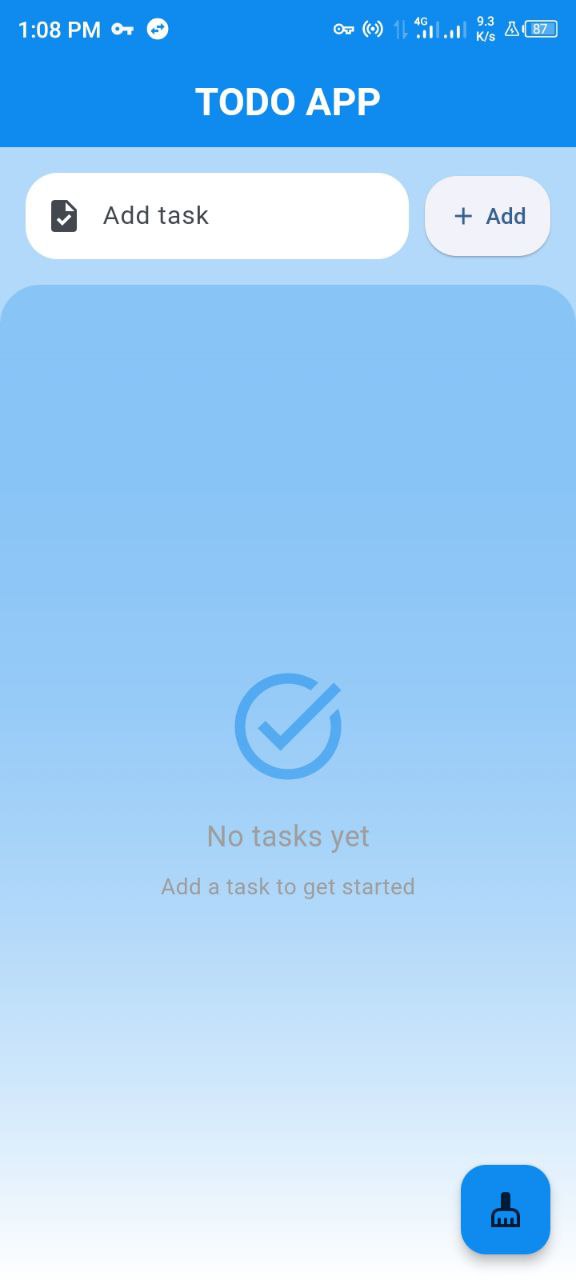 1:08 PM
4G
9.3
K/s
87
TODO APP
Add task
+ Add
No tasks yet
Add a task to get started